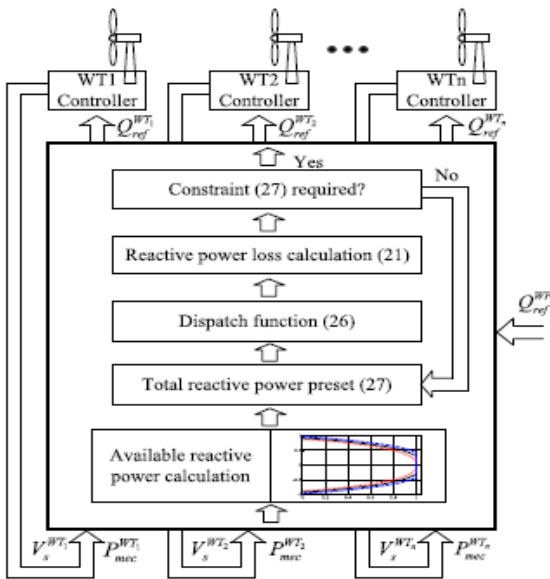 WT1
Controller
WT2
Controller
WTn
Controller
Q_ref^WT1
Q_ref^WT2
Q_ref^WTn
Yes
No
Constraint (27) required?
Reactive power loss calculation (21)
Dispatch function (26)
Q_ref^WF
Total reactive power preset (27)
Available reactive
power calculation
V_s^WT1
P_mec^WT1
V_s^WT2
P_mec^WT2
V_s^WTn
P_mec^WTn